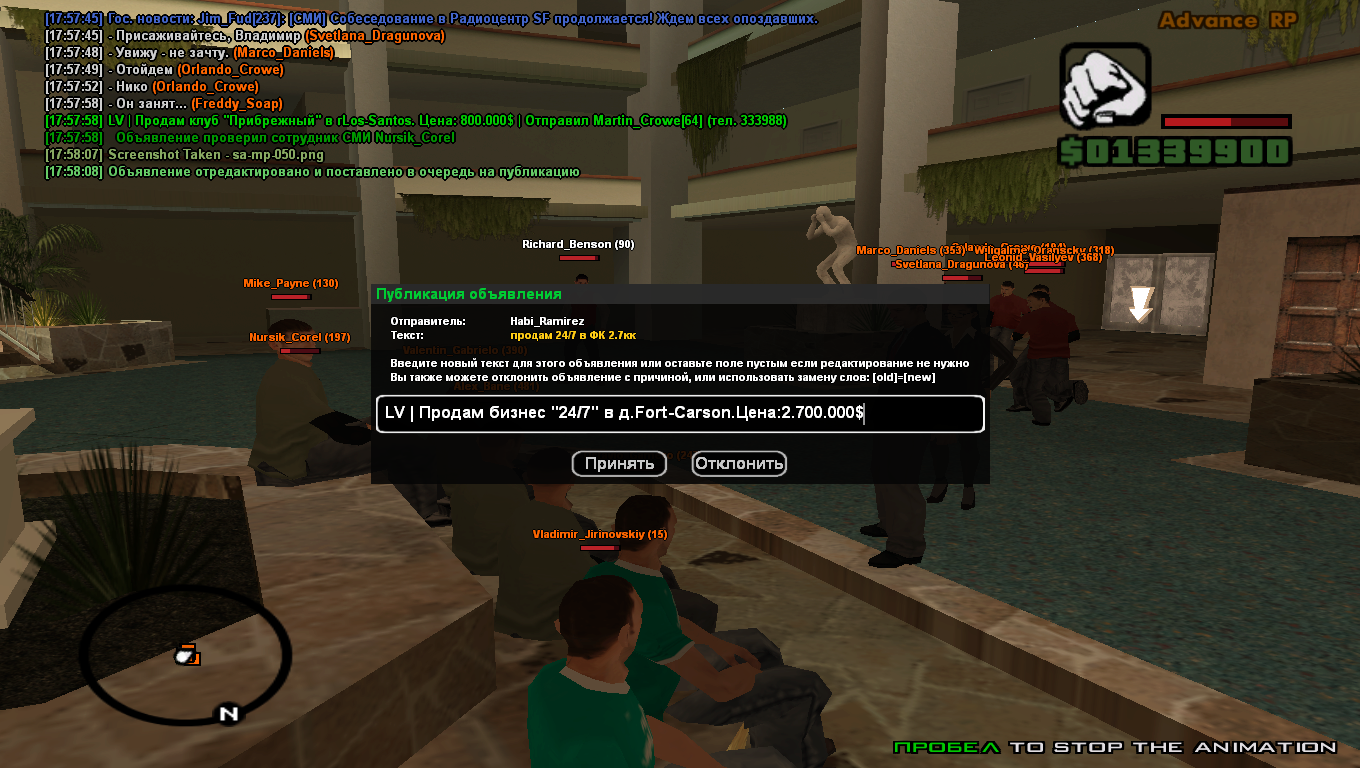 [17:57:45] Гос. новости: Jim_Fud[237]: [СМИ] Собеседование в Радиоцентр SF продолжается! Ждем всех опоздавших.
Advance RP
[17:57:45] - Присаживайтесь, Владимир (Svetlana_Dragunova)
[17:57:48] - Увижу - не зачту. (Marco_Daniels)
[17:57:49] - Отойдем (Orlando_Crowe)
[17:57:52] - Нико (Orlando_Crowe)
[17:57:58] - Он занят... (Freddy_Soap)
[17:57:58] LV | Продам клуб "Прибрежный" в гLos-Santos. Цена: 800.000$ | Отправил Martin_Crowe[64] (тел. 333988)
[17:57:58] Объявление проверил сотрудник СМИ Nursik_Corel
$01339900
[17:58:07] Screenshot Taken - sa-mp-050.png
[17:58:08] Объявление отредактировано и поставлено в очередь на публикацию
Richard_Benson (90)
Marco_Daniels (353)
(318)
Leonid_Vasilyev (368)
Svetlana_Dragunova
Mike_Payne (130)
Публикация объявления
Отправитель: Habi_Ramirez
Текст: продам 24/7 в ФК 2.7кк
Nursik_Corel (197)
Введите новый текст для этого объявления или оставьте поле пустым если редактирование не нужно
Вы также можете отклонить объявление с причиной, или использовать замену слов: [old]=[new]
LV | Продам бизнес "24/7" в д.Fort-Carson.Цена:2.700.000$
Принять Отклонить
Vladimir_Jirinovskiy (15)
N
ПРОБЕЛ TO STOP THE ANIMATION